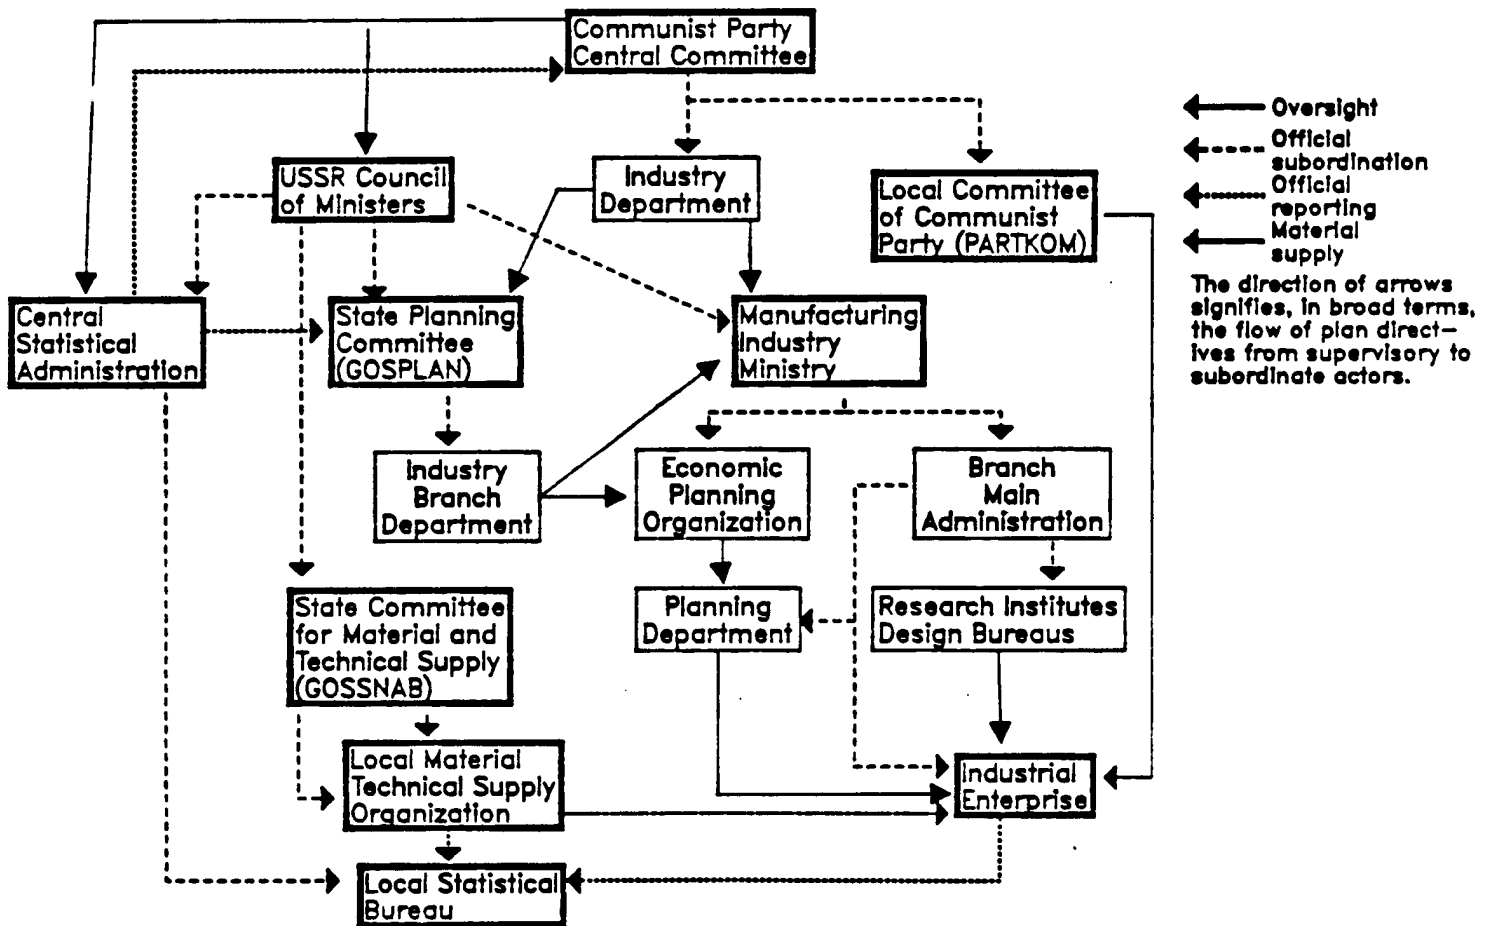 Communist Party
Central Committee
USSR Council
of Ministers
Industry
Department
Local Committee
of Communist
Party (PARTKOM)
Oversight
Official
subordination
Official
reporting
Material
supply
The direction of arrows
signifies, in broad terms,
the flow of plan direct-
ives from supervisory to
subordinate actors.
Central
Statistical
Administration
State Planning
Committee
(GOSPLAN)
Manufacturing
Industry
Ministry
Industry
Branch
Department
Economic
Planning
Organization
Branch
Main
Administration
State Committee
for Material and
Technical Supply
(GOSSNAB)
Planning
Department
Research Institutes
Design Bureaus
Local Material
Technical Supply
Organization
Industrial
Enterprise
Local Statistical
Bureau